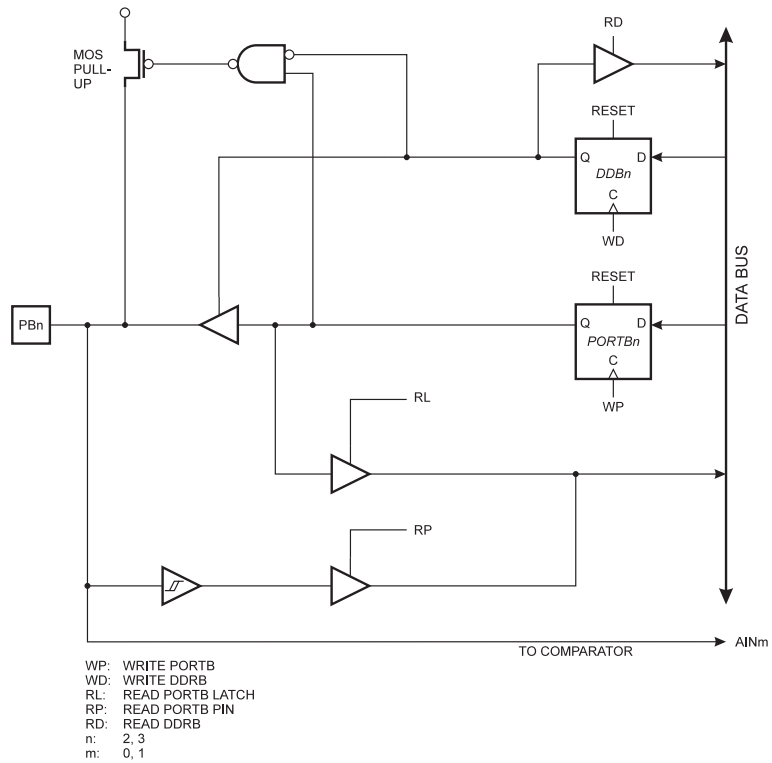 RD
MOS
PULL-
UP
RESET
Q
D
DDBn
C
WD
RESET
PBn
Q
D
PORTBn
C
DATA BUS
WP
RL
RP
TO COMPARATOR
AINm
WP: WRITE PORTB
WD: WRITE DDRB
RL: READ PORTB LATCH
RP: READ PORTB PIN
RD: READ DDRB
n: 2, 3
m: 0, 1